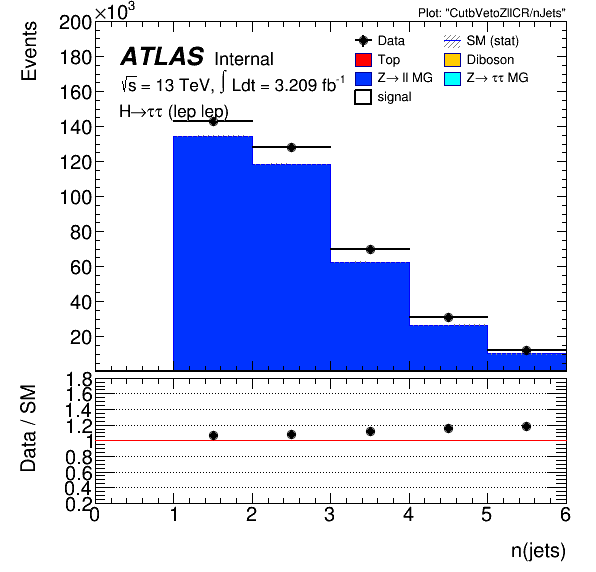 Plot: "CutbVetoZllCR/nJets"
×10³
Events
200
180
160
140
120
100
80
60
40
20
ATLAS Internal
√s = 13 TeV, ∫ Ldt = 3.209 fb⁻¹
H→ττ (lep lep)
Data
SM (stat)
Top
Diboson
Z→ ll MG
Z→ ττ MG
signal
Data / SM
1.8
1.6
1.4
1.2
1
0.8
0.6
0.4
0.2
0 1 2 3 4 5 6
n(jets)